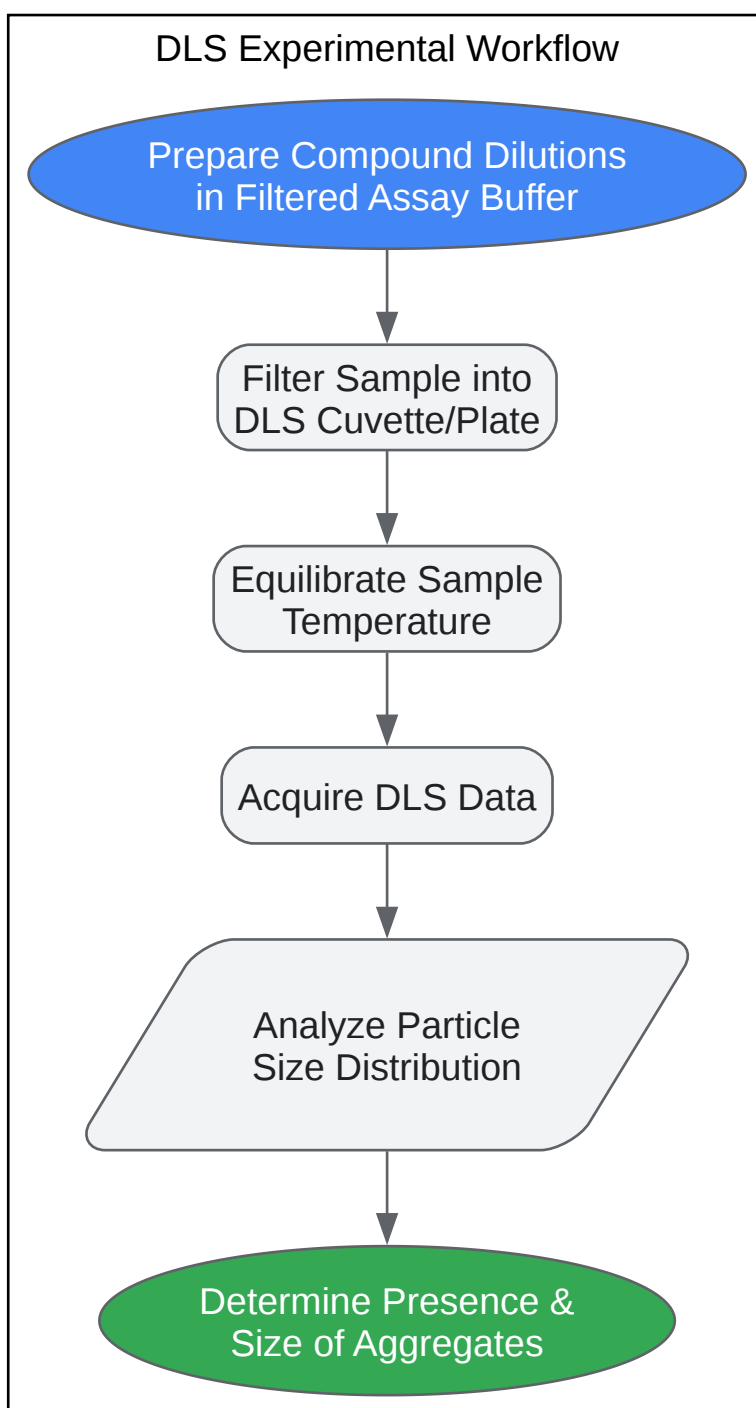 DLS Experimental Workflow
Prepare Compound Dilutions
in Filtered Assay Buffer
Filter Sample into
DLS Cuvette/Plate
Equilibrate Sample
Temperature
Acquire DLS Data
Analyze Particle
Size Distribution
Determine Presence &
Size of Aggregates